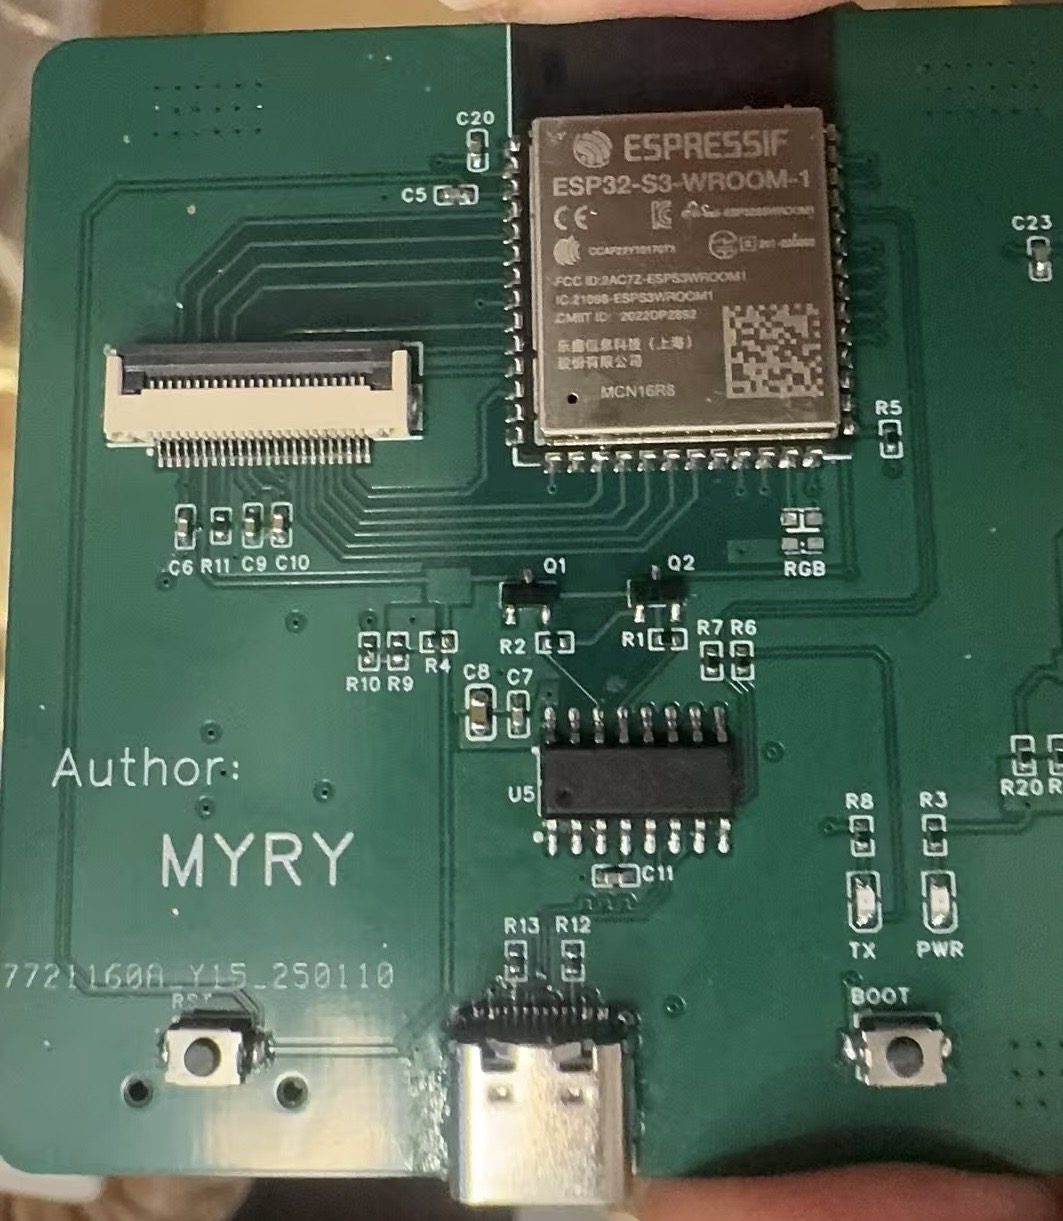 C20
ESPRESSIF
ESP32-S3-WROOM-1
C5
CE
C23
FCC ID:2AC7Z-ESPS3WROOM1
IC:21098-ESPS3WROOM1
CMIIT ID: 2022DP2892
乐鑫信息科技(上海)
股份有限公司
MCN16R8
R5
C6 R11 C9 C10
RGB
Q1
Q2
R2
R1
R7 R6
R4
R10 R9
C8 C7
Author:
U5
R20
R8 R3
MYRY
C11
R13 R12
TX PWR
7721160A_Y15_250110
RST
BOOT